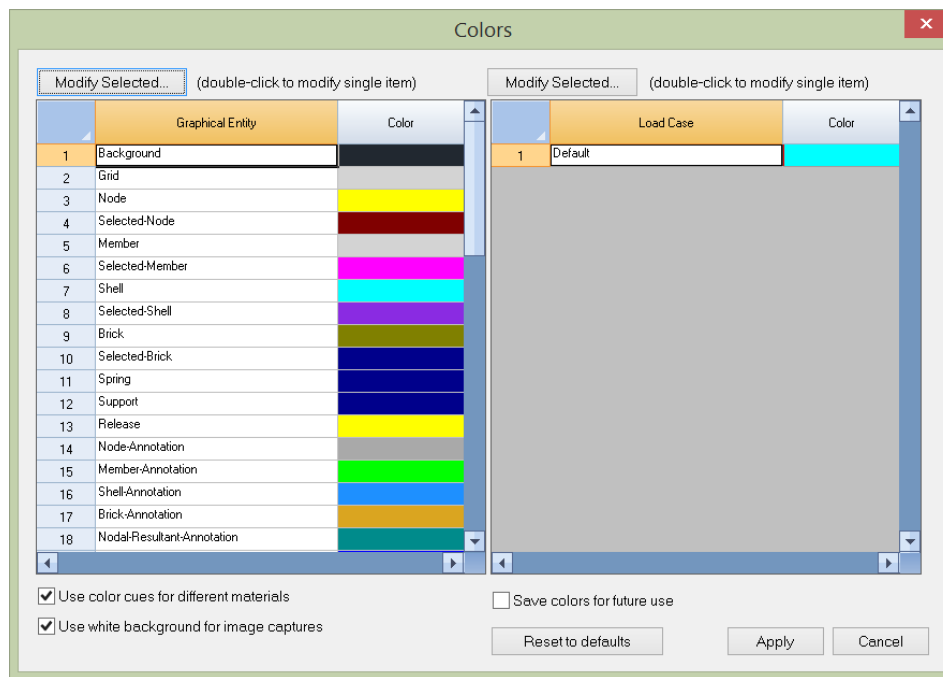 Colors
Modify Selected... (double-click to modify single item)
Graphical Entity Color
1 Background
2 Grid
3 Node
4 Selected-Node
5 Member
6 Selected-Member
7 Shell
8 Selected-Shell
9 Brick
10 Selected-Brick
11 Spring
12 Support
13 Release
14 Node-Annotation
15 Member-Annotation
16 Shell-Annotation
17 Brick-Annotation
18 Nodal-Resultant-Annotation
Use color cues for different materials
Use white background for image captures
Modify Selected... (double-click to modify single item)
Load Case Color
1 Default
Save colors for future use
Reset to defaults Apply Cancel